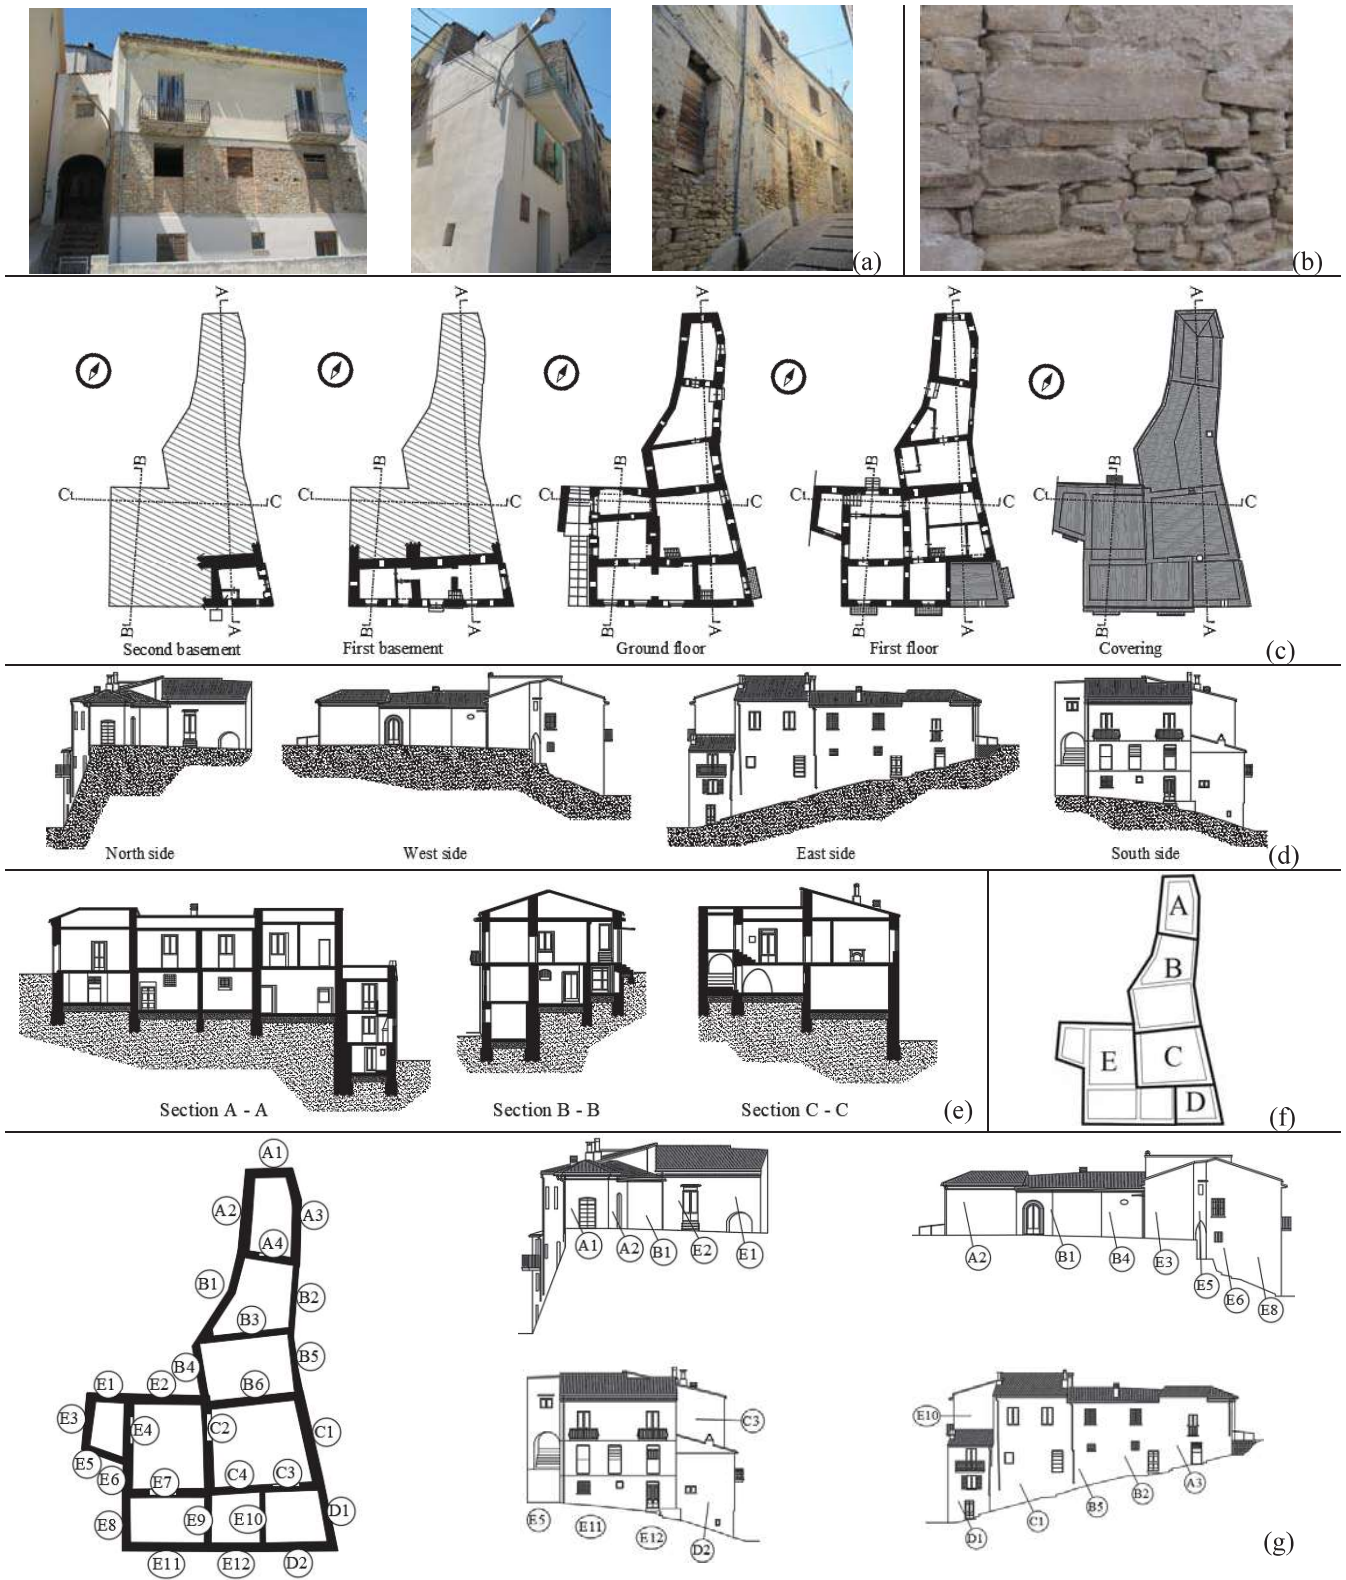 (a)
(b)
A A A A A
B B B B
C C C C C C C C C C
B B B B
A A A A A
Second basement First basement Ground floor First floor Covering
(c)
North side West side East side South side
(d)
Section A - A Section B - B Section C - C
(e)
A
B
C
E
D
(f)
A1
A2
A3
A4
B1
B2
B3
B4
B5
B6
E1
E2
E3
E4
C2
C1
E5
E6
E7
C4
C3
E8
E9
E10
D1
E11
E12
D2
A1 A2 B1 E2 E1
A2 B1 B4 E3 E5 E6 E8
C3
E5 E11 E12 D2
E10
D1 C1 B5 B2 A3
(g)